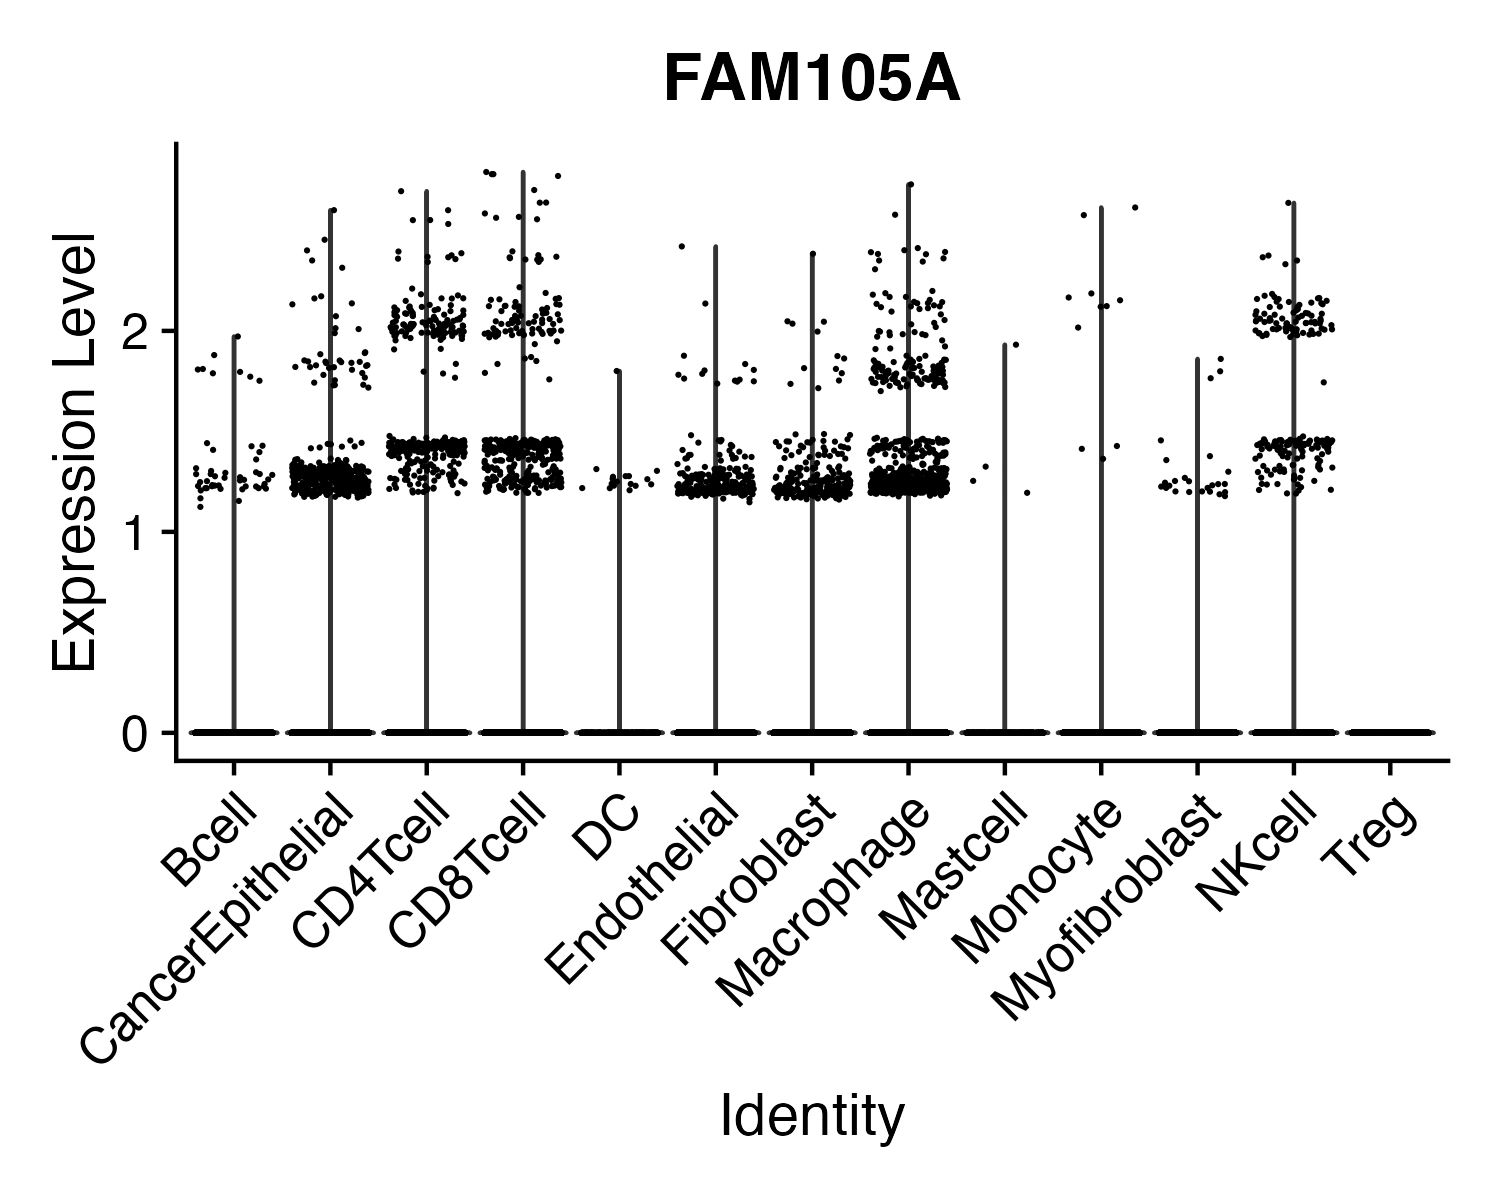 FAM105A
Expression Level
2
1
0
Bcell
CancerEpithelial
CD4Tcell
CD8Tcell
DC
Endothelial
Fibroblast
Macrophage
Mastcell
Monocyte
Myofibroblast
NKcell
Treg
Identity